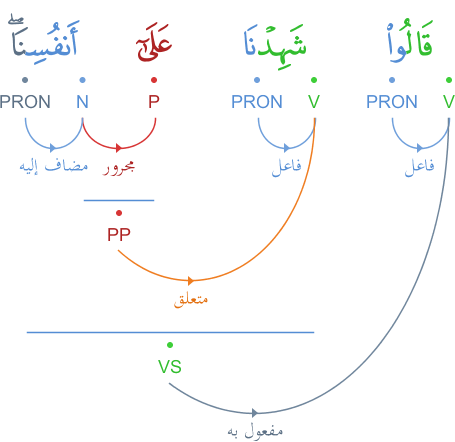 قَالُوا۟ شَهِدْنَا عَلَىٰٓ أَنفُسِنَا ۖ
PRON N P PRON V PRON V
مضاف إليه مجرور فاعل فاعل
PP
متعلق
VS
مفعول به